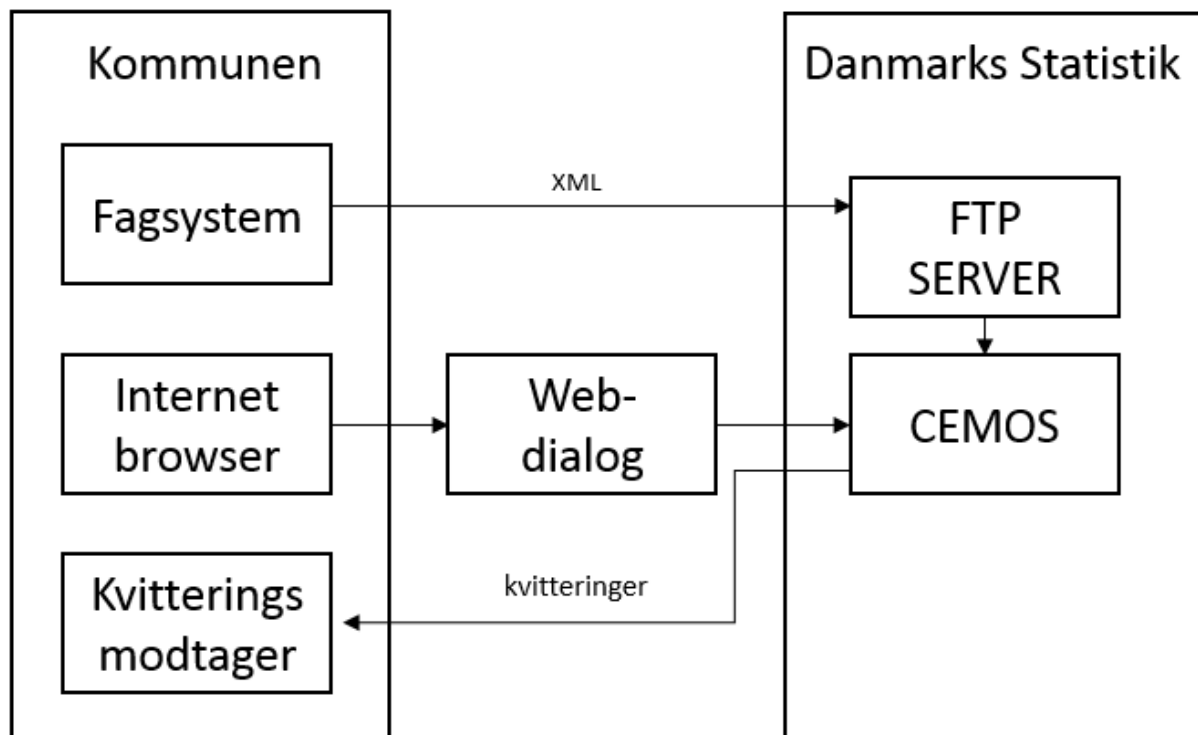 Kommunen
Danmarks Statistik
Fagsystem
XML
FTP
SERVER
Internet
browser
Web-
dialog
CEMOS
kvitteringer
Kvitterings
modtager